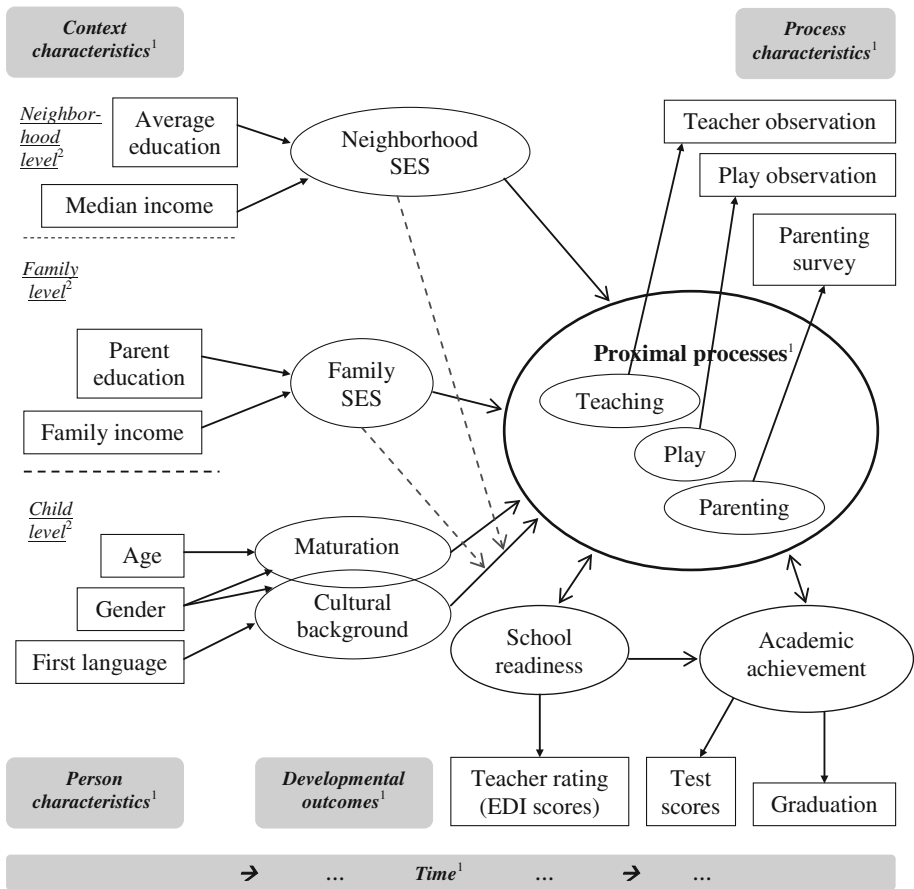 Context
characteristics¹
Process
characteristics¹
Neighbor-
hood
level²
Average
education
Median income
Neighborhood
SES
Teacher observation
Play observation
Parenting
survey
Family
level²
Parent
education
Family income
Family
SES
Proximal processes¹
Teaching
Play
Parenting
Child
level²
Age
Gender
First language
Maturation
Cultural
background
School
readiness
Academic
achievement
Person
characteristics¹
Developmental
outcomes¹
Teacher rating
(EDI scores)
Test
scores
Graduation
→ ... Time¹ ... → ...